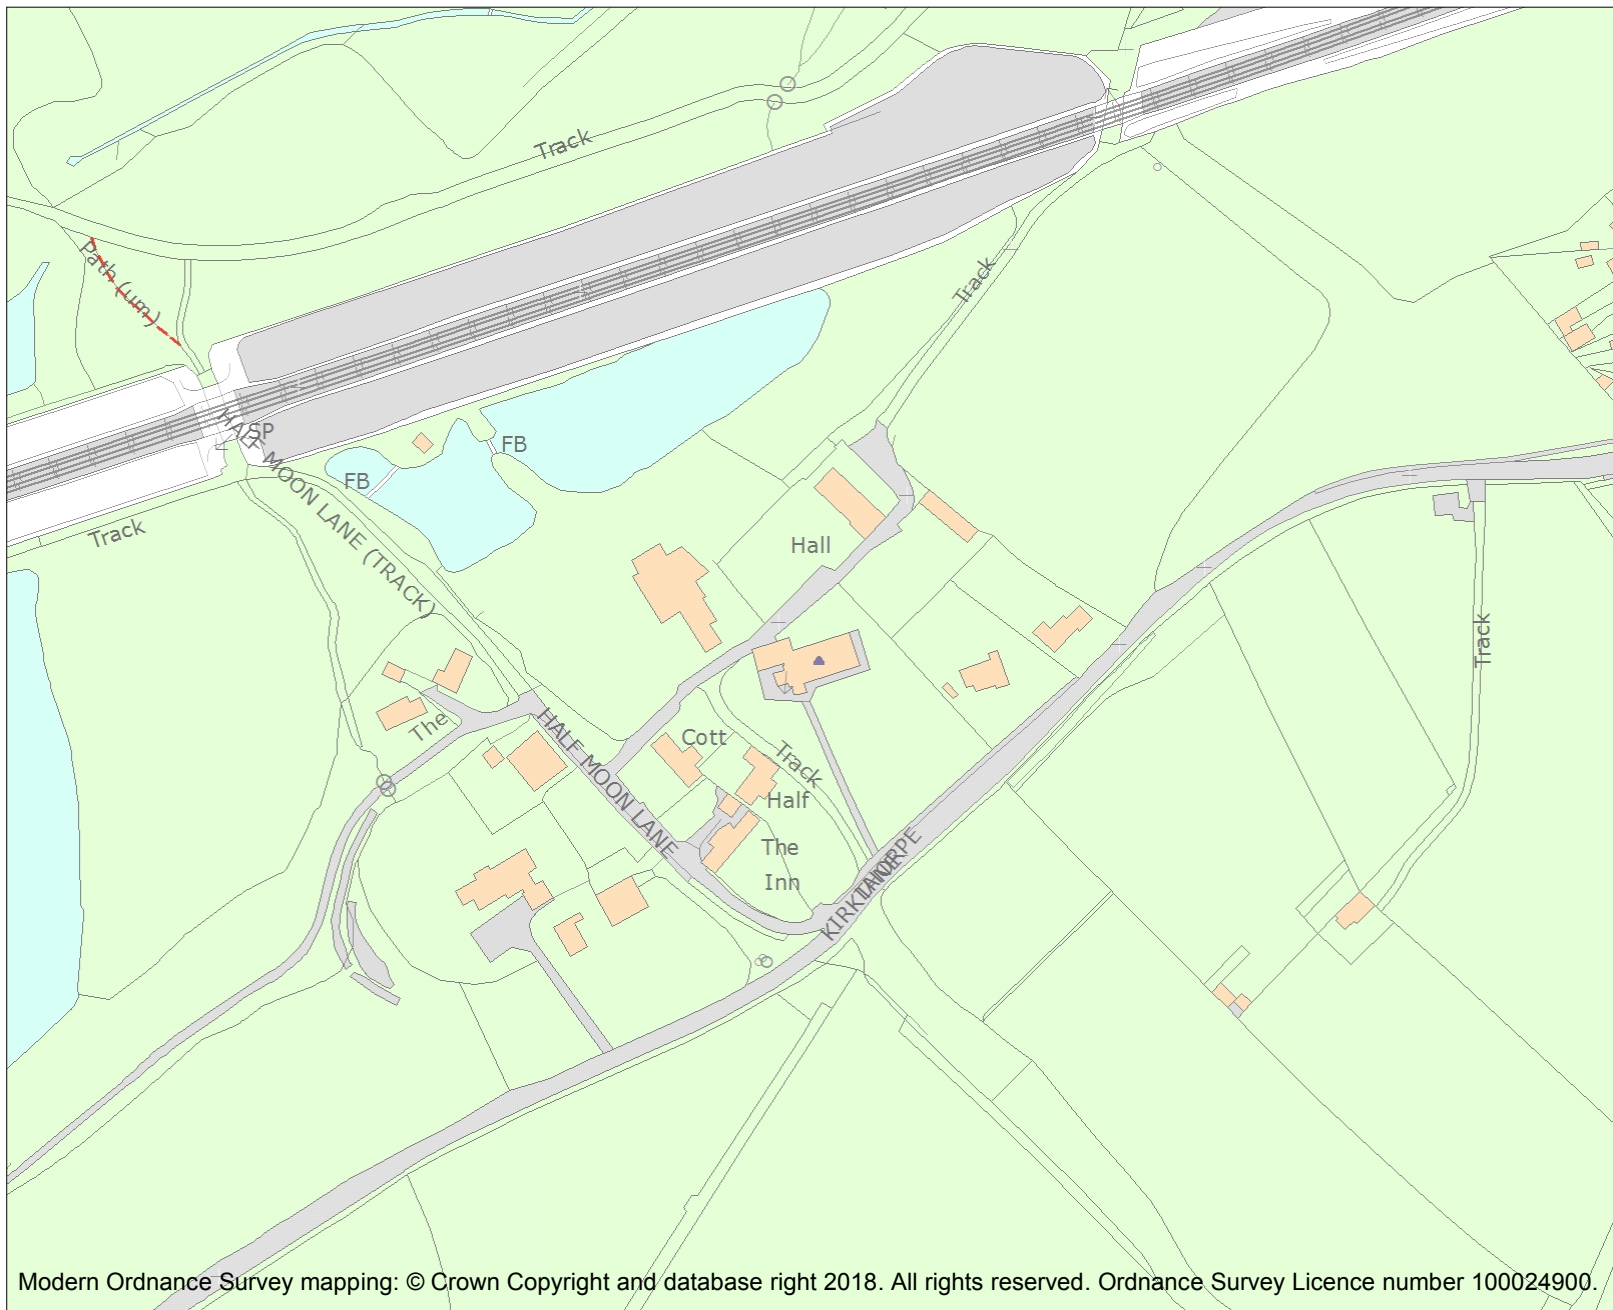 Track
Path (um)
Track
SP
FB
FB
HALF MOON LANE (TRACK)
Track
Hall
Track
The
Cott
HALF MOON LANE
Track
Half
The
Inn
KIRKTHORPE
LANE
Modern Ordnance Survey mapping: © Crown Copyright and database right 2018. All rights reserved. Ordnance Survey Licence number 100024900.